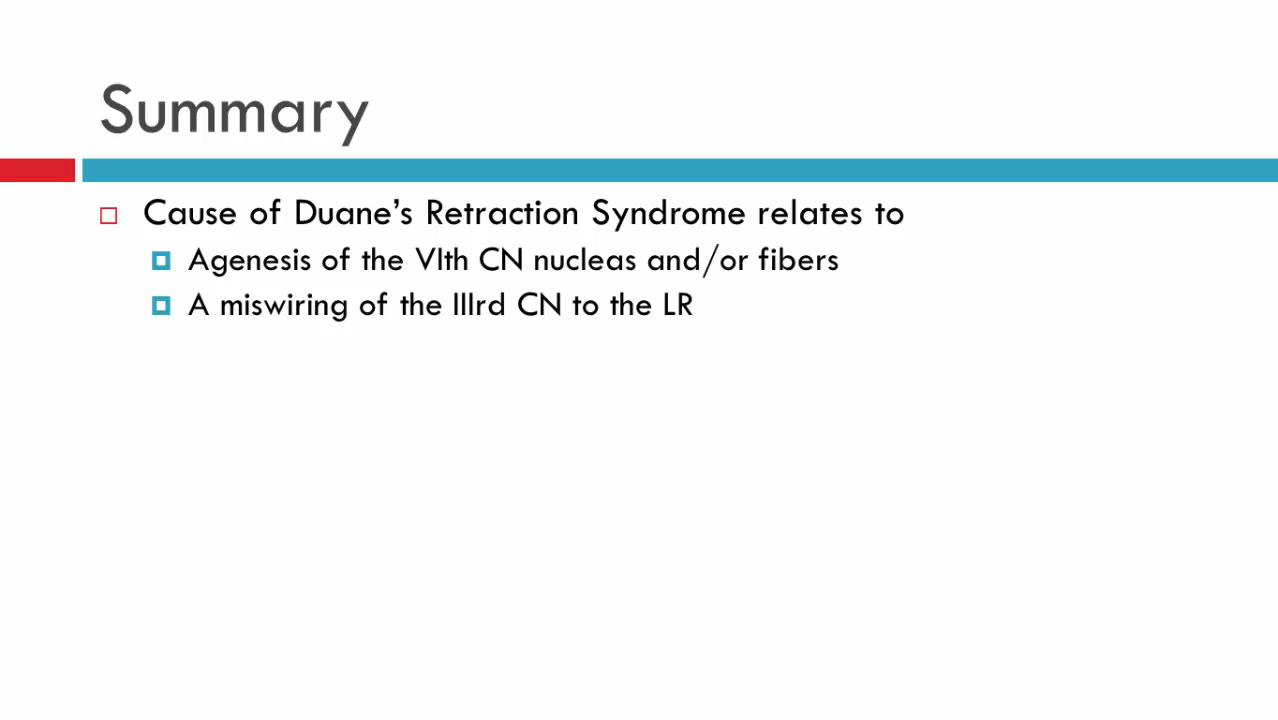 Summary
Cause of Duane’s Retraction Syndrome relates to
Agenesis of the VIth CN nucleas and/or fibers
A miswiring of the IIIrd CN to the LR